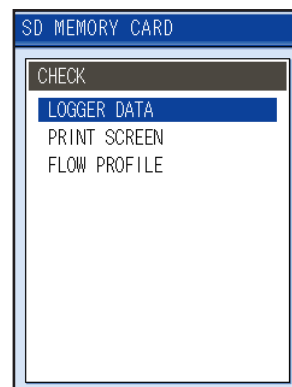 SD MEMORY CARD
CHECK
LOGGER DATA
PRINT SCREEN
FLOW PROFILE